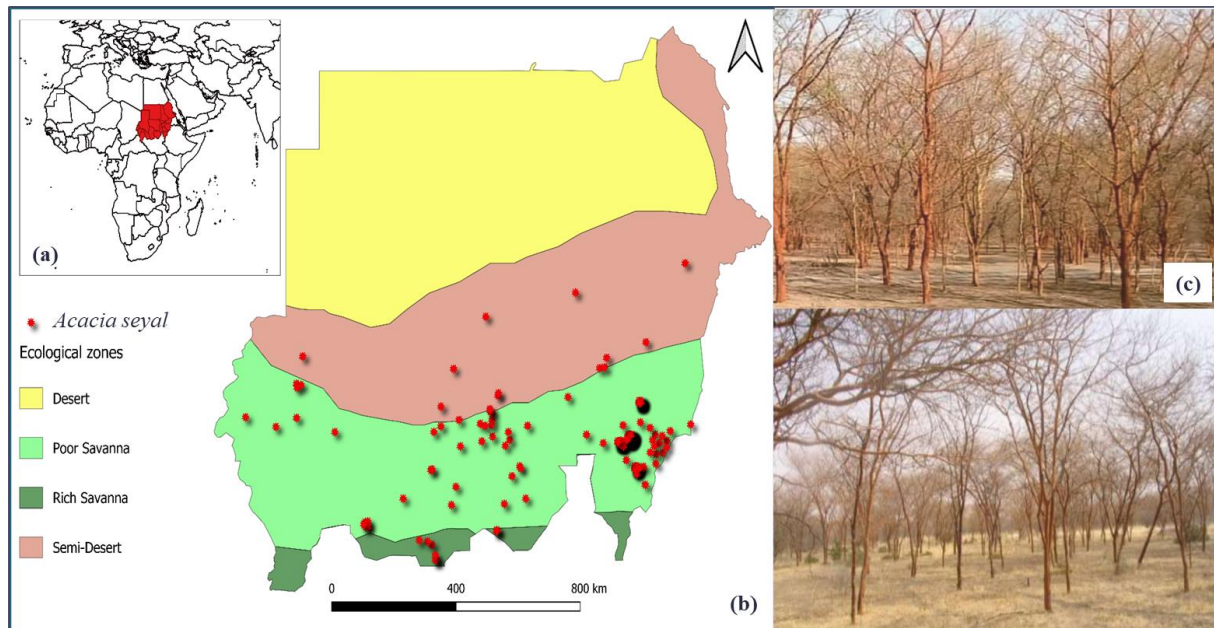 (a)
Acacia seyal
Ecological zones
Desert
Poor Savanna
Rich Savanna
Semi-Desert
0 400 800 km
(b)
(c)